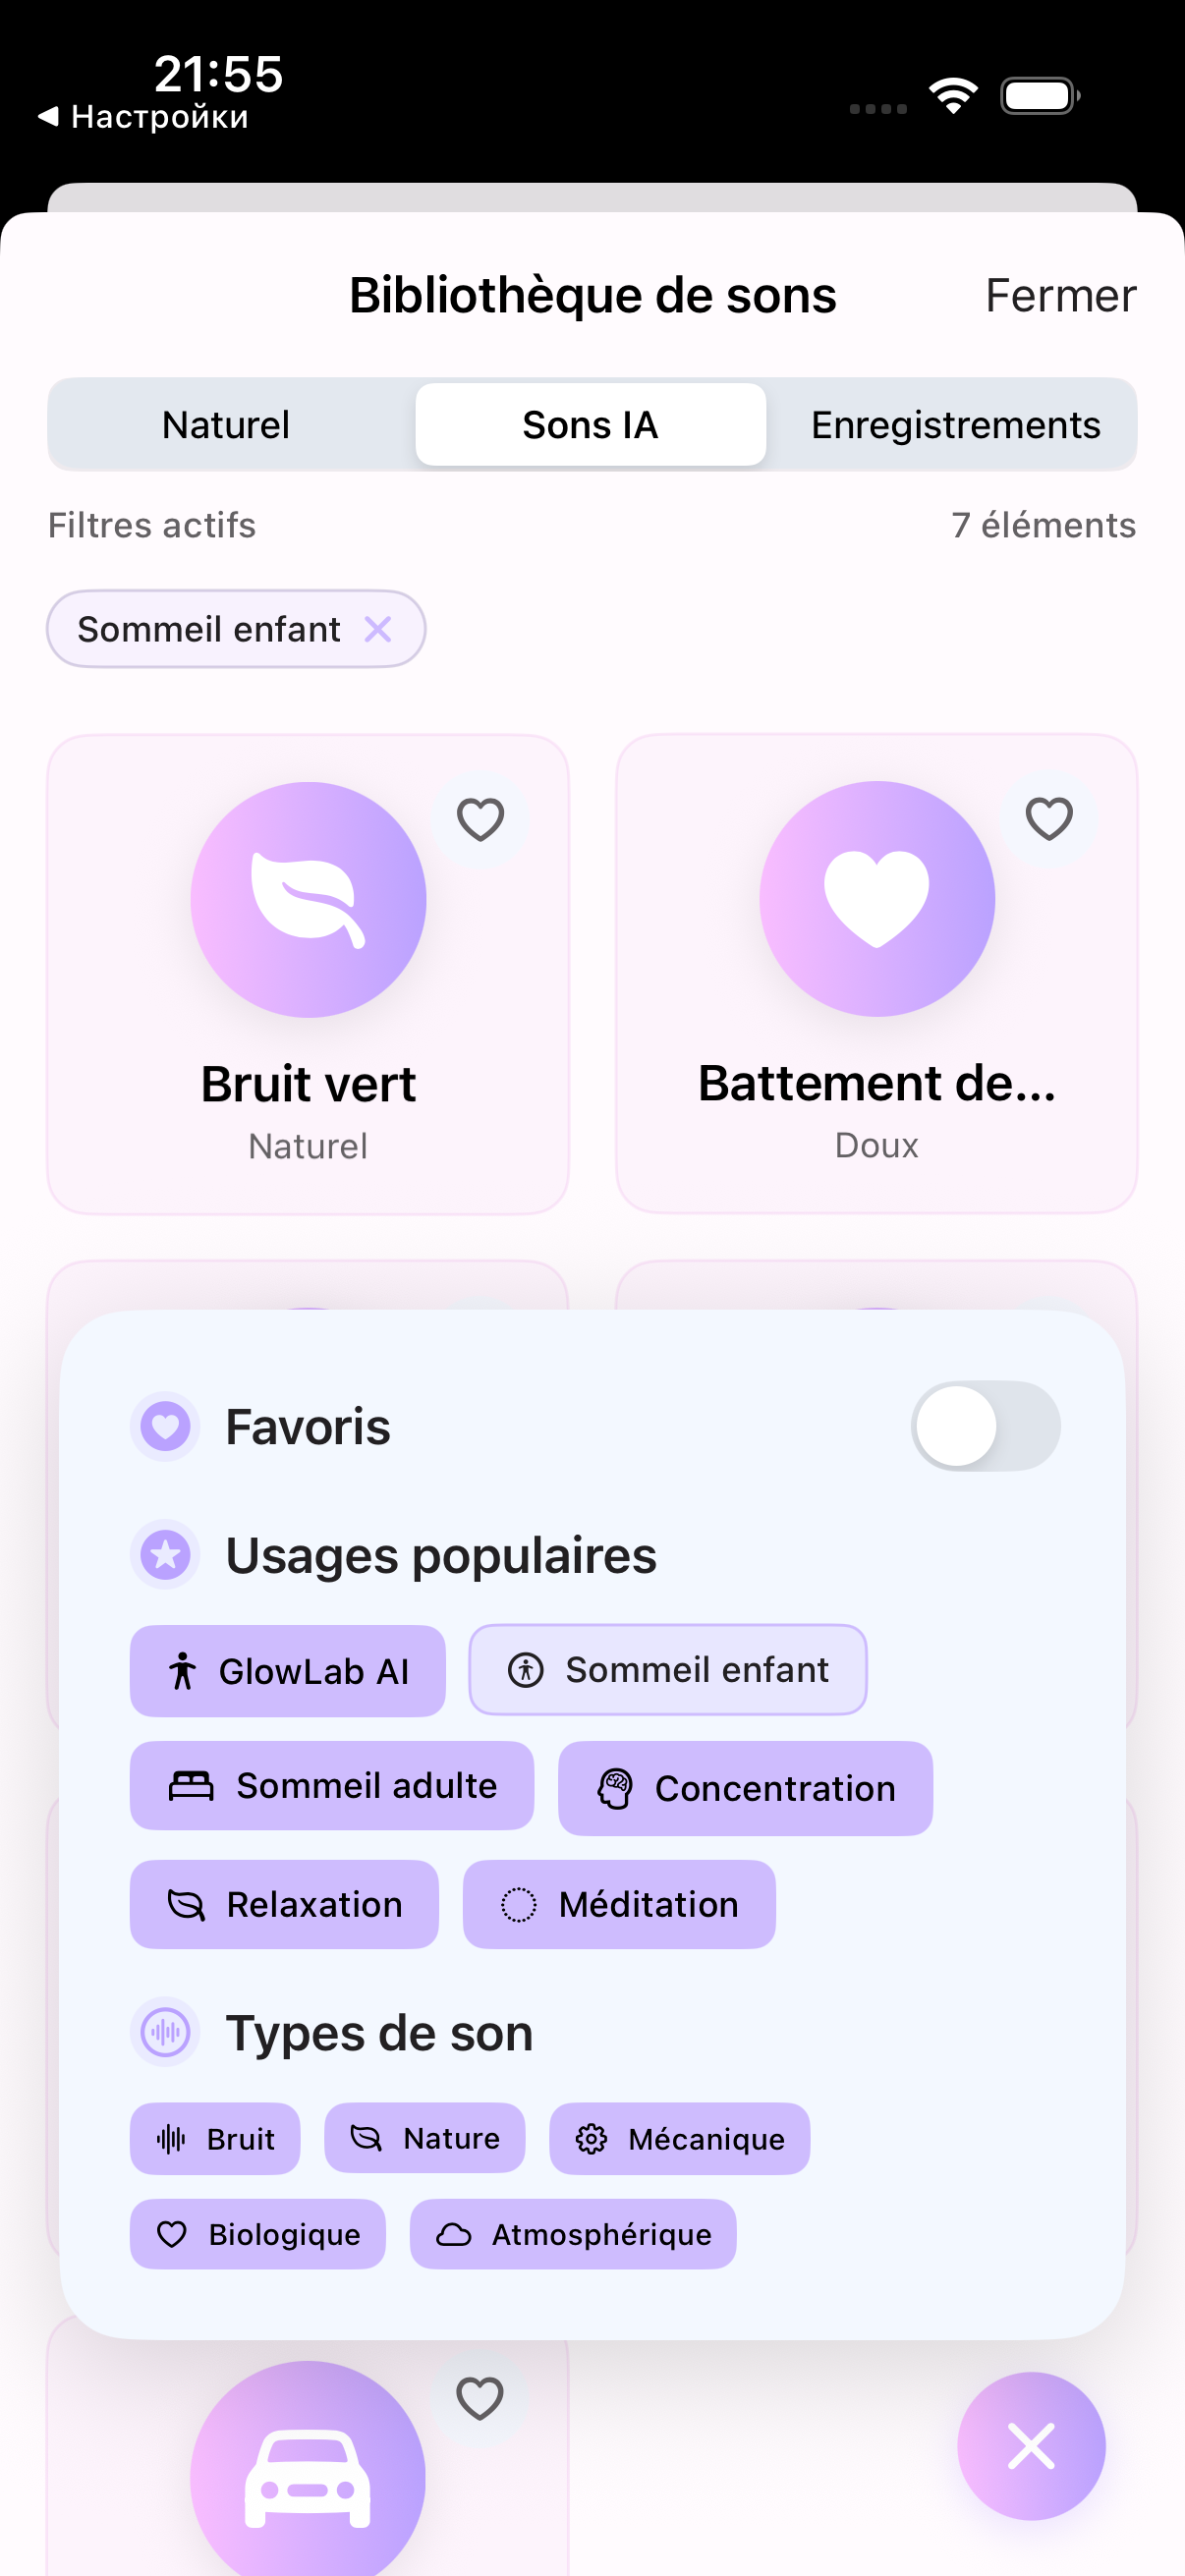 21:55
◀ Настройки
Bibliothèque de sons
Fermer
Naturel
Sons IA
Enregistrements
Filtres actifs
7 éléments
Sommeil enfant
Bruit vert
Naturel
Battement de...
Doux
Favoris
Usages populaires
GlowLab AI
Sommeil enfant
Sommeil adulte
Concentration
Relaxation
Méditation
Types de son
Bruit
Nature
Mécanique
Biologique
Atmosphérique